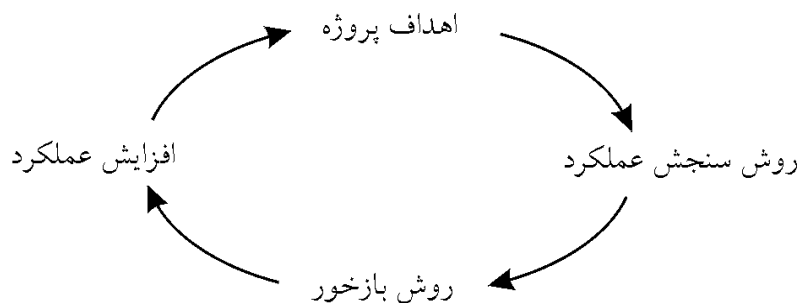 اهداف پروژه
روش سنجش عملکرد
روش بازخور
افزایش عملکرد